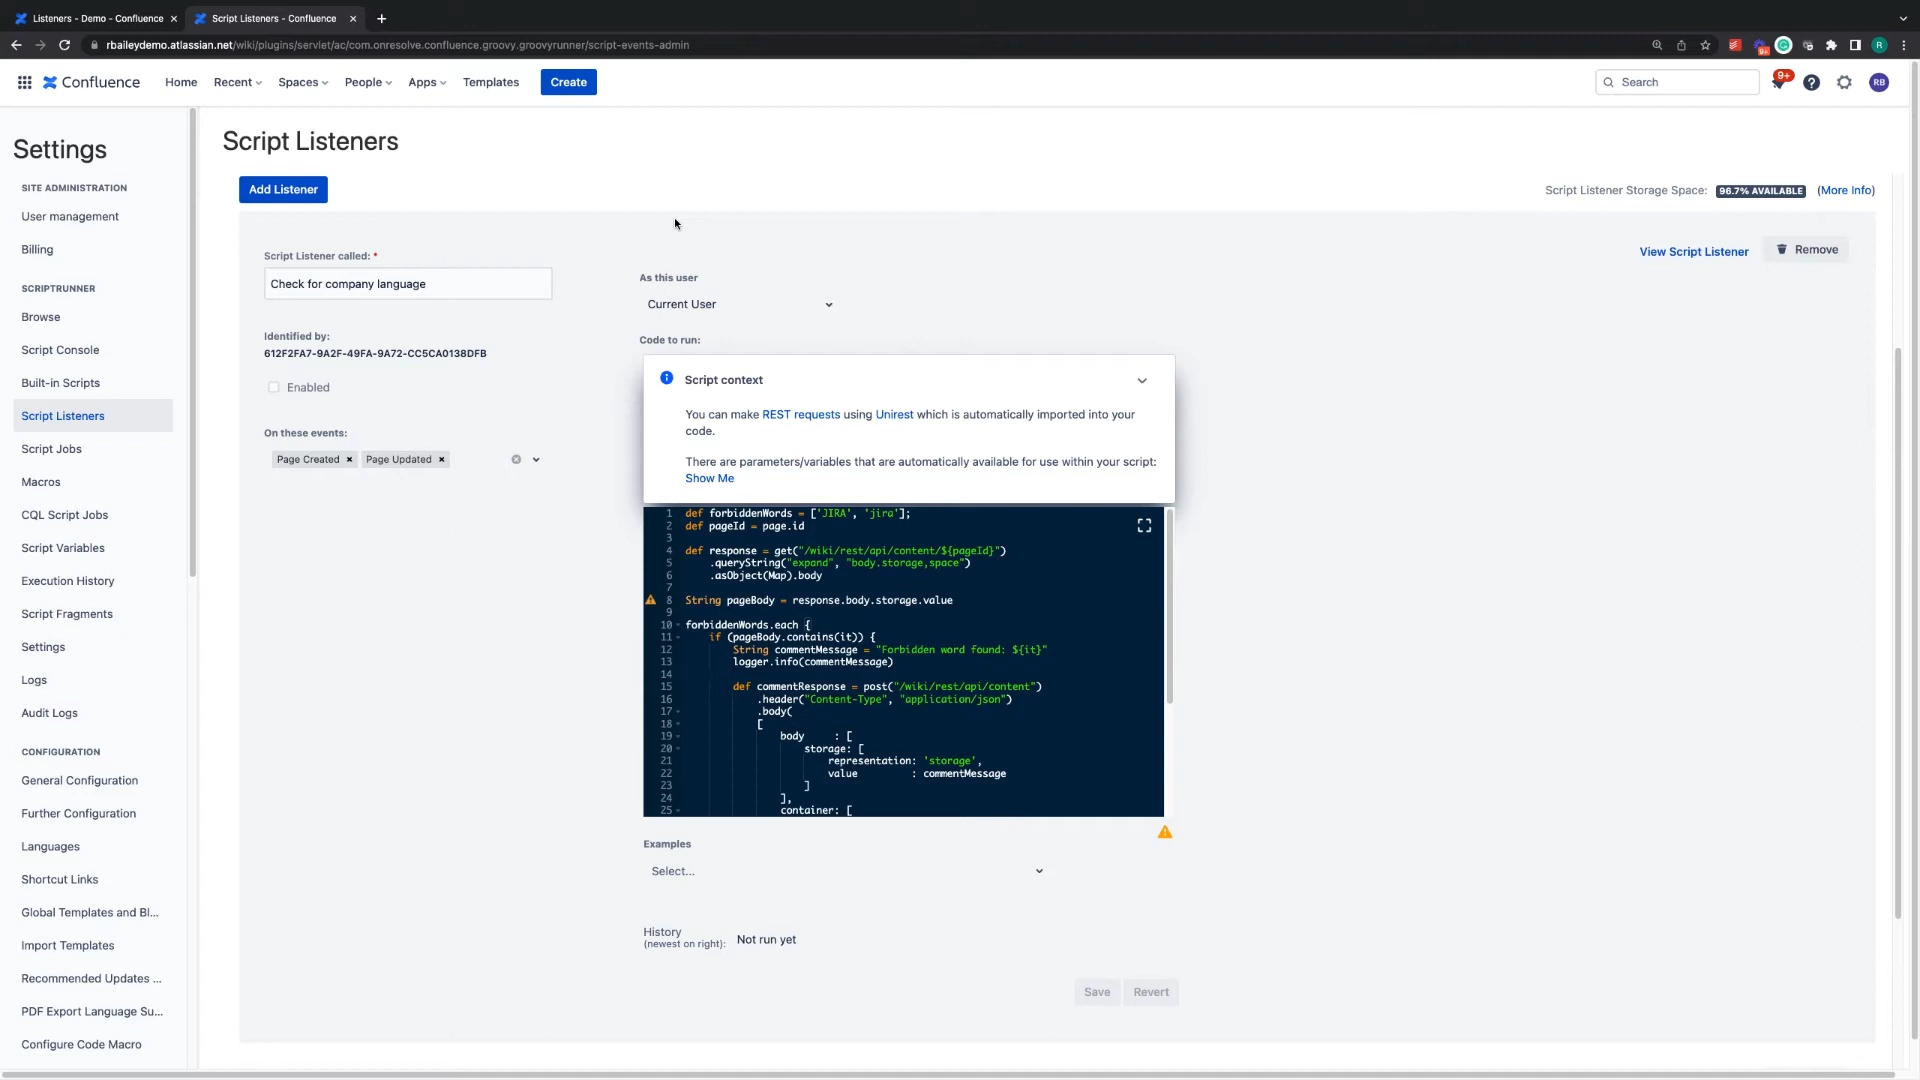 Listeners - Demo - Confluence
Script Listeners - Confluence
rbaileydemo.atlassian.net/wiki/plugins/servlet/ac/com.onresolve.confluence.groovy.groovyrunner/script-events-admin
R
Confluence
Home
Recent
Spaces
People
Apps
Templates
Create
Search
9+
RB
Settings
SITE ADMINISTRATION
User management
Billing
SCRIPTRUNNER
Browse
Script Console
Built-in Scripts
Script Listeners
Script Jobs
Macros
CQL Script Jobs
Script Variables
Execution History
Script Fragments
Settings
Logs
Audit Logs
CONFIGURATION
General Configuration
Further Configuration
Languages
Shortcut Links
Global Templates and Bl...
Import Templates
Recommended Updates ...
PDF Export Language Su...
Configure Code Macro
Script Listeners
Add Listener
Script Listener Storage Space: 96.7% AVAILABLE (More Info)
View Script Listener
Remove
Script Listener called: *
Check for company language
Identified by:
612F2FA7-9A2F-49FA-9A72-CC5CA0138DFB
Enabled
On these events:
Page Created × Page Updated ×
As this user
Current User
Code to run:
Script context
You can make REST requests using Unirest which is automatically imported into your
code.
There are parameters/variables that are automatically available for use within your script:
Show Me
1 def forbiddenWords = ['JIRA', 'jira'];
2 def pageId = page.id
3
4 def response = get("/wiki/rest/api/content/${pageId}")
5 .queryString("expand", "body.storage,space")
6 .asObject(Map).body
7
8 String pageBody = response.body.storage.value
9
10 forbiddenWords.each {
11 if (pageBody.contains(it)) {
12 String commentMessage = "Forbidden word found: ${it}"
13 logger.info(commentMessage)
14
15 def commentResponse = post("/wiki/rest/api/content")
16 .header("Content-Type", "application/json")
17 .body(
18 [
19 body : [
20 storage: [
21 representation: 'storage',
22 value : commentMessage
23 ]
24 ],
25 container: [
Examples
Select...
History
(newest on right):
Not run yet
Save
Revert